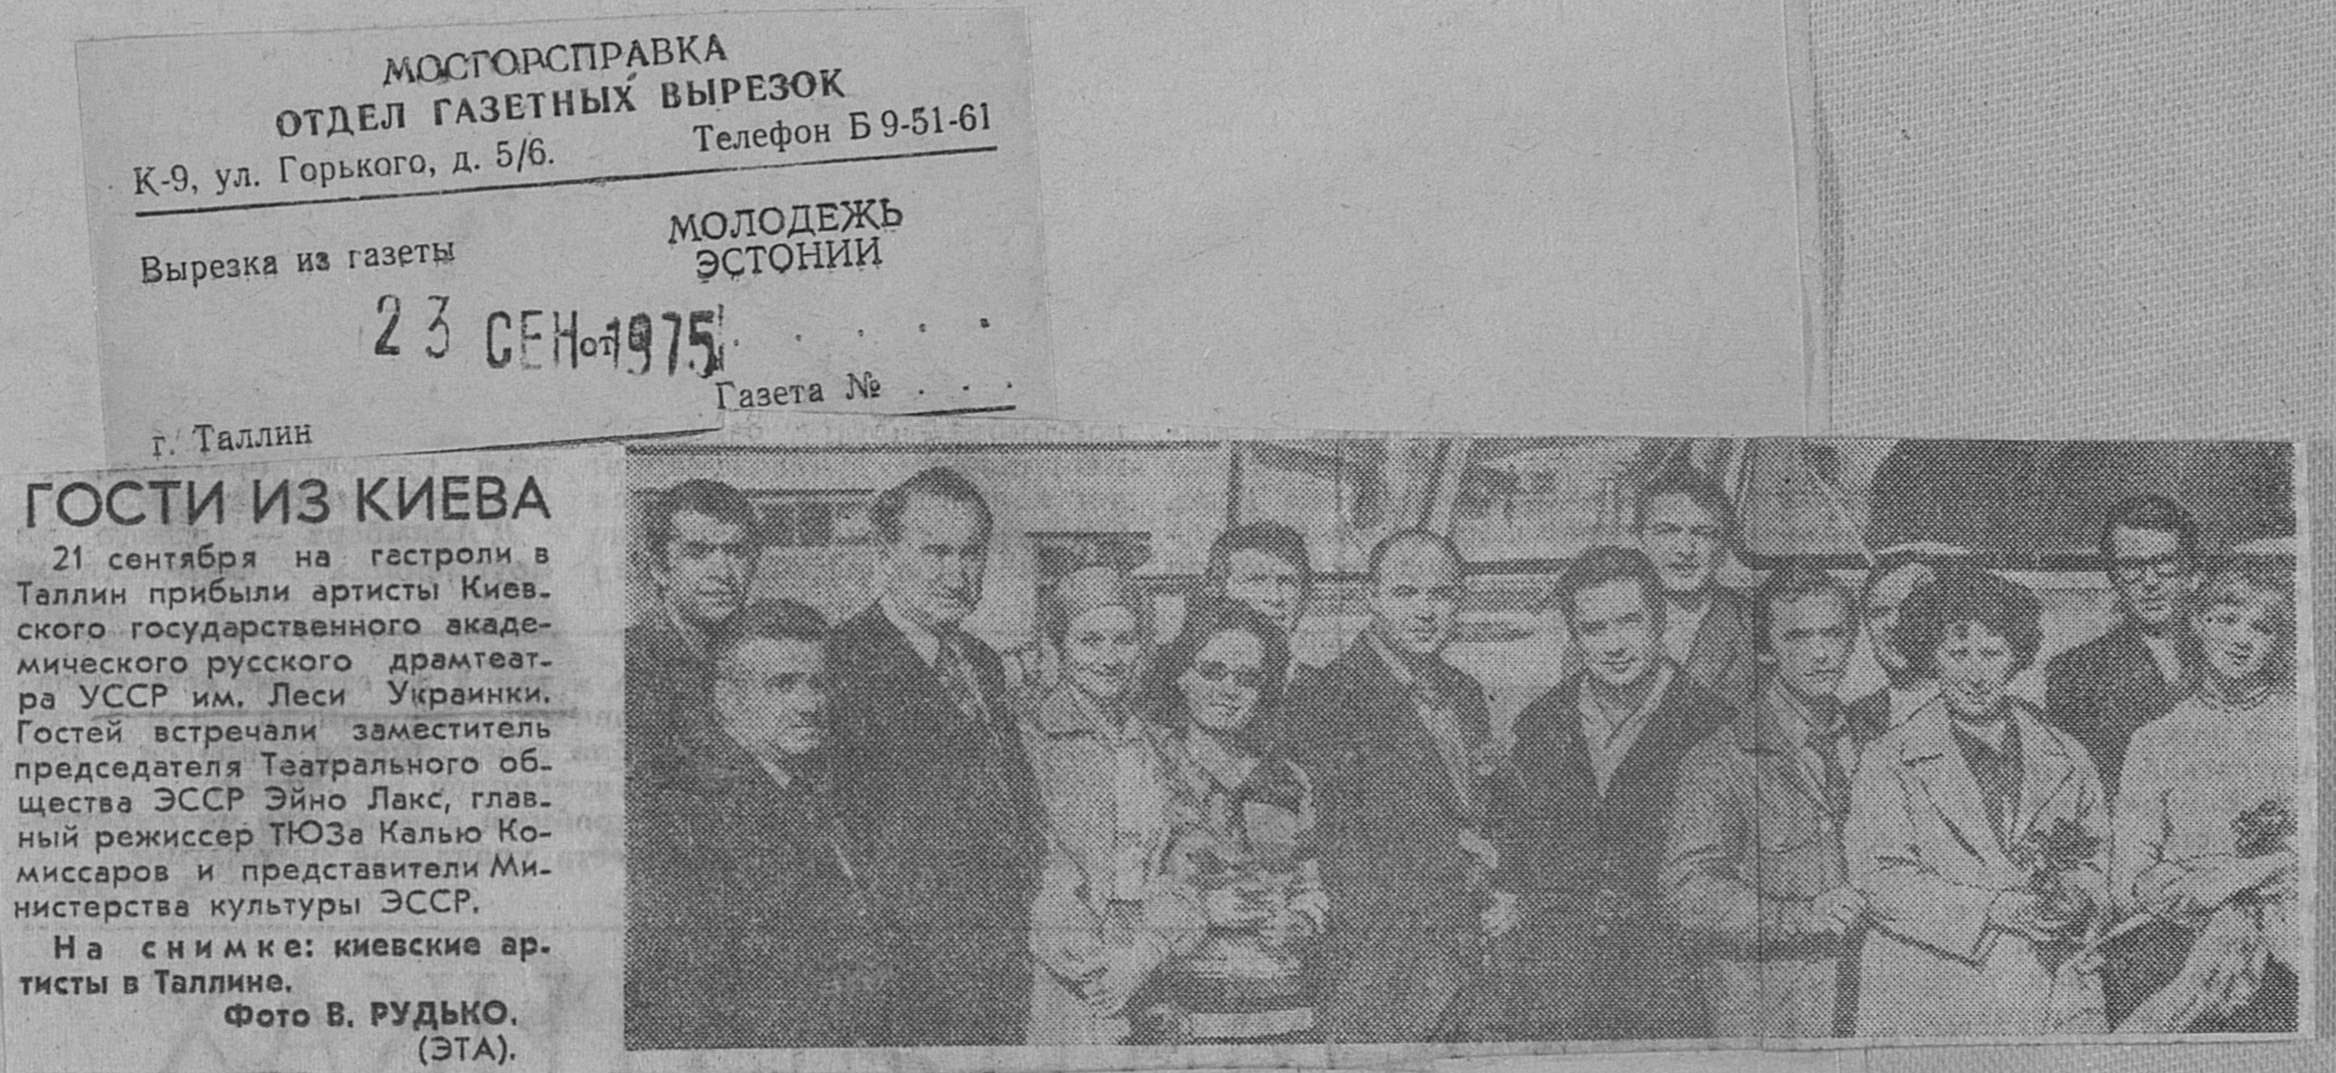 МОСГОРСПРАВКА
ОТДЕЛ ГАЗЕТНЫХ ВЫРЕЗОК
К-9, ул. Горького, д. 5/6. Телефон Б 9-51-61
Вырезка из газеты
МОЛОДЕЖЬ
ЭСТОНИИ
23 СЕН 1975
от . . . .
Газета № . . .
г. Таллин
ГОСТИ ИЗ КИЕВА
21 сентября на гастроли в
Таллин прибыли артисты Киев-
ского государственного акаде-
мического русского драмтеат-
ра УССР им. Леси Украинки.
Гостей встречали заместитель
председателя Театрального об-
щества ЭССР Эйно Лакс, глав-
ный режиссер ТЮЗа Калью Ко-
миссаров и представители Ми-
нистерства культуры ЭССР.
На снимке: киевские ар-
тисты в Таллине.
Фото В. РУДЬКО.
(ЭТА).